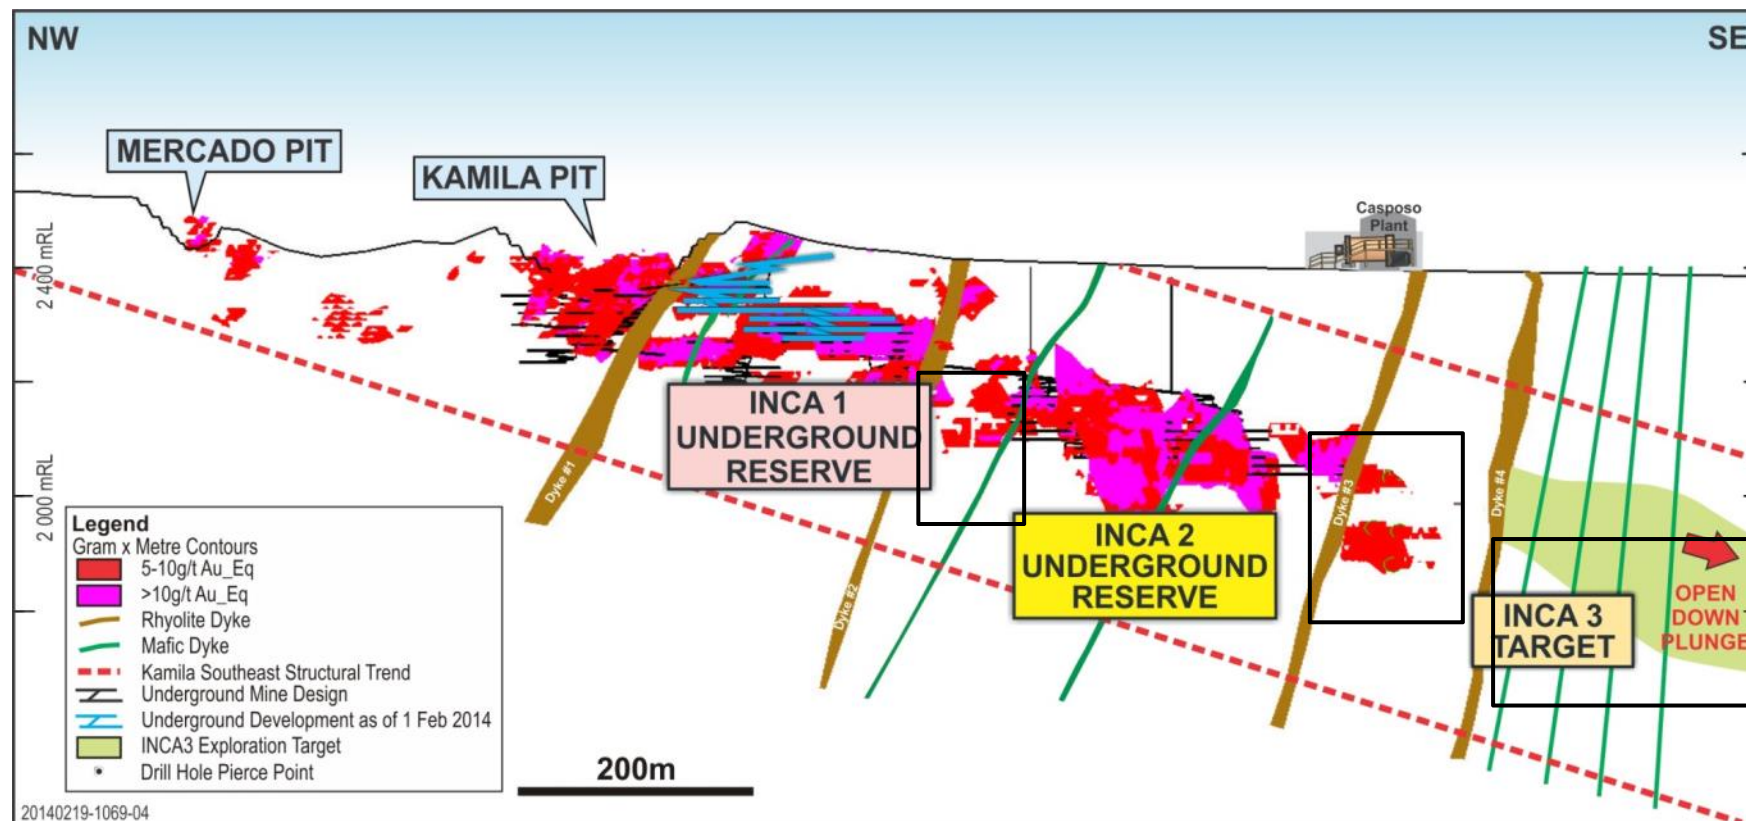 NW
SE
MERCADO PIT
KAMILA PIT
Casposo
Plant
2 400 mRL
2 000 mRL
INCA 1
UNDERGROUND
RESERVE
INCA 2
UNDERGROUND
RESERVE
INCA 3
TARGET
OPEN
DOWN
PLUNGE
Dyke #1
Dyke #2
Dyke #3
Dyke #4
Legend
Gram x Metre Contours
5-10g/t Au_Eq
>10g/t Au_Eq
Rhyolite Dyke
Mafic Dyke
Kamila Southeast Structural Trend
Underground Mine Design
Underground Development as of 1 Feb 2014
INCA3 Exploration Target
Drill Hole Pierce Point
200m
20140219-1069-04